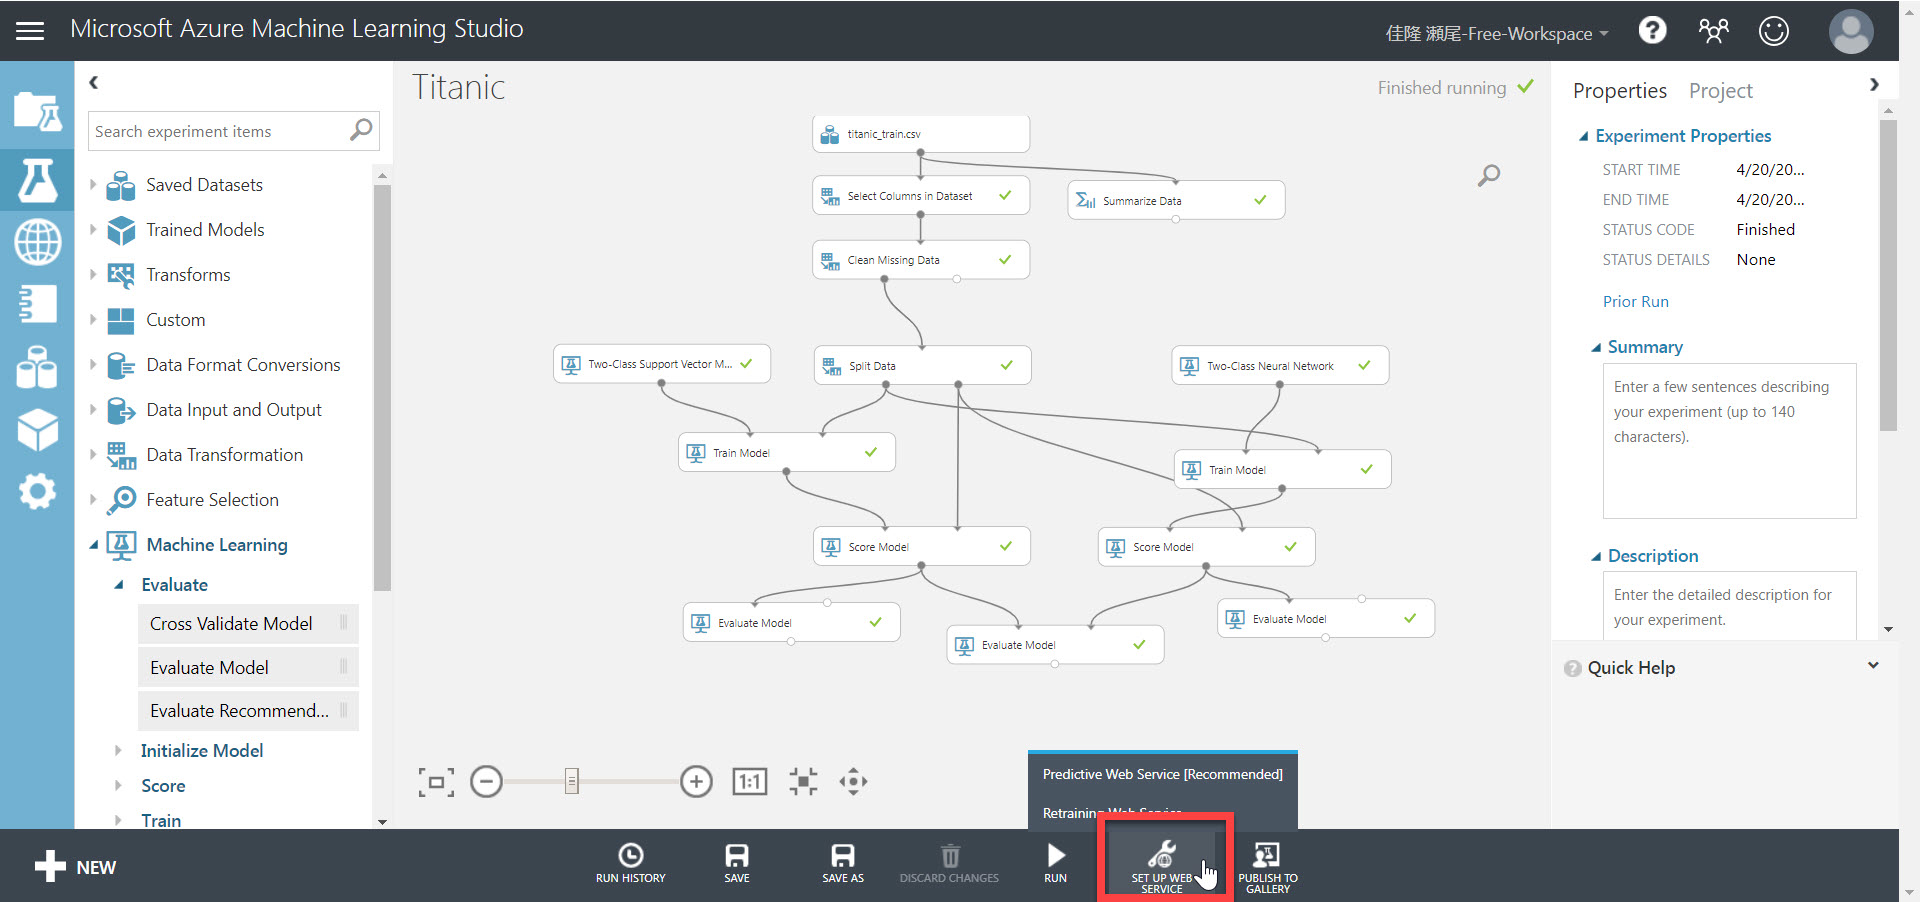 Microsoft Azure Machine Learning Studio
佳隆 瀬尾-Free-Workspace
?
Search experiment items
Saved Datasets
Trained Models
Transforms
Custom
Data Format Conversions
Data Input and Output
Data Transformation
Feature Selection
Machine Learning
Evaluate
Cross Validate Model
Evaluate Model
Evaluate Recommend...
Initialize Model
Score
Train
Titanic
Finished running
titanic_train.csv
Select Columns in Dataset
Summarize Data
Clean Missing Data
Two-Class Support Vector M...
Split Data
Two-Class Neural Network
Train Model
Train Model
Score Model
Score Model
Evaluate Model
Evaluate Model
Evaluate Model
1:1
Predictive Web Service [Recommended]
Retraining Web Service
Properties
Project
Experiment Properties
START TIME 4/20/20...
END TIME 4/20/20...
STATUS CODE Finished
STATUS DETAILS None
Prior Run
Summary
Enter a few sentences describing
your experiment (up to 140
characters).
Description
Enter the detailed description for
your experiment.
? Quick Help
NEW
RUN HISTORY
SAVE
SAVE AS
DISCARD CHANGES
RUN
SET UP WEB
SERVICE
PUBLISH TO
GALLERY